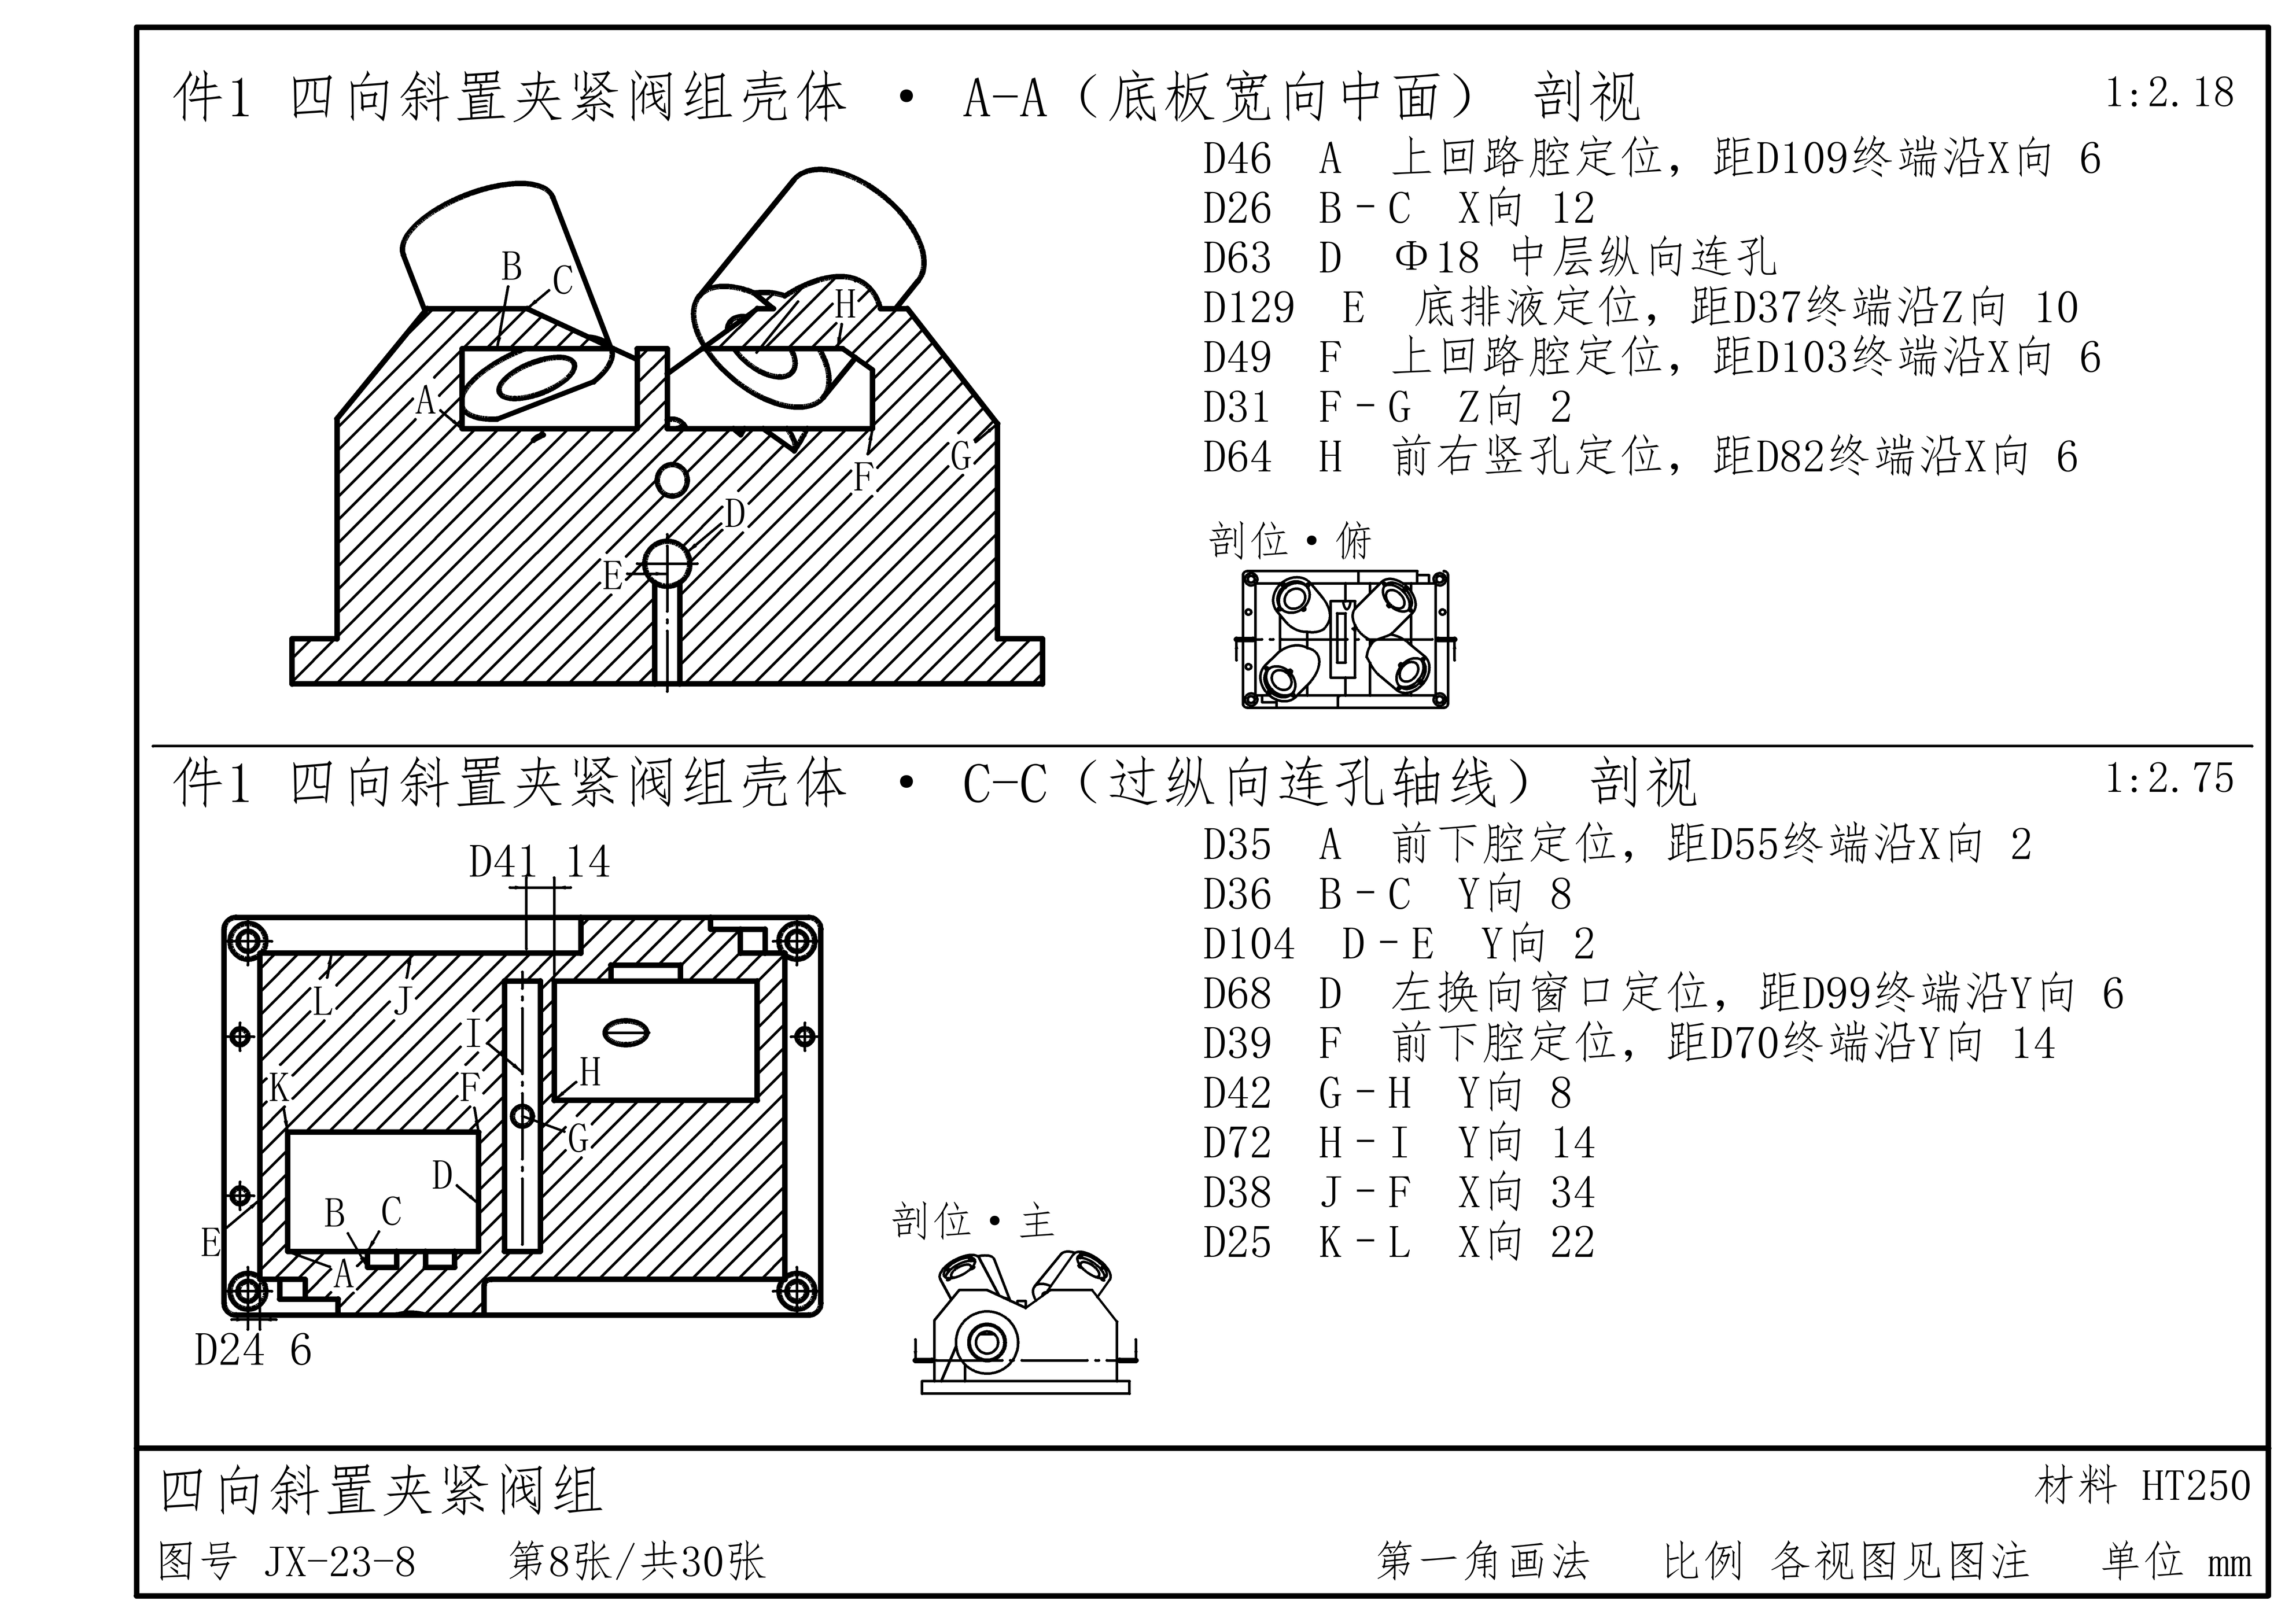 件1 四向斜置夹紧阀组壳体 · A-A（底板宽向中面） 剖视 1:2.18
D46 A 上回路腔定位，距D109终端沿X向 6
D26 B-C X向 12
D63 D Φ18 中层纵向连孔
D129 E 底排液定位，距D37终端沿Z向 10
D49 F 上回路腔定位，距D103终端沿X向 6
D31 F-G Z向 2
D64 H 前右竖孔定位，距D82终端沿X向 6
B
C
H
A
F
G
D
E
剖位·俯
件1 四向斜置夹紧阀组壳体 · C-C（过纵向连孔轴线） 剖视 1:2.75
D35 A 前下腔定位，距D55终端沿X向 2
D36 B-C Y向 8
D104 D-E Y向 2
D68 D 左换向窗口定位，距D99终端沿Y向 6
D39 F 前下腔定位，距D70终端沿Y向 14
D42 G-H Y向 8
D72 H-I Y向 14
D38 J-F X向 34
D25 K-L X向 22
D41 14
L
J
I
K
F
H
G
D
B
C
E
A
D24 6
剖位·主
四向斜置夹紧阀组 材料 HT250
图号 JX-23-8 第8张/共30张 第一角画法 比例 各视图见图注 单位 mm